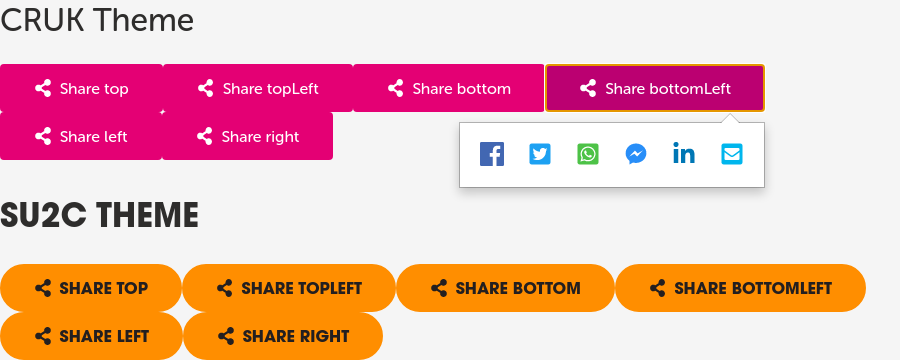 CRUK Theme
Share top Share topLeft Share bottom Share bottomLeft
Share left Share right
SU2C THEME
SHARE TOP SHARE TOPLEFT SHARE BOTTOM SHARE BOTTOMLEFT
SHARE LEFT SHARE RIGHT